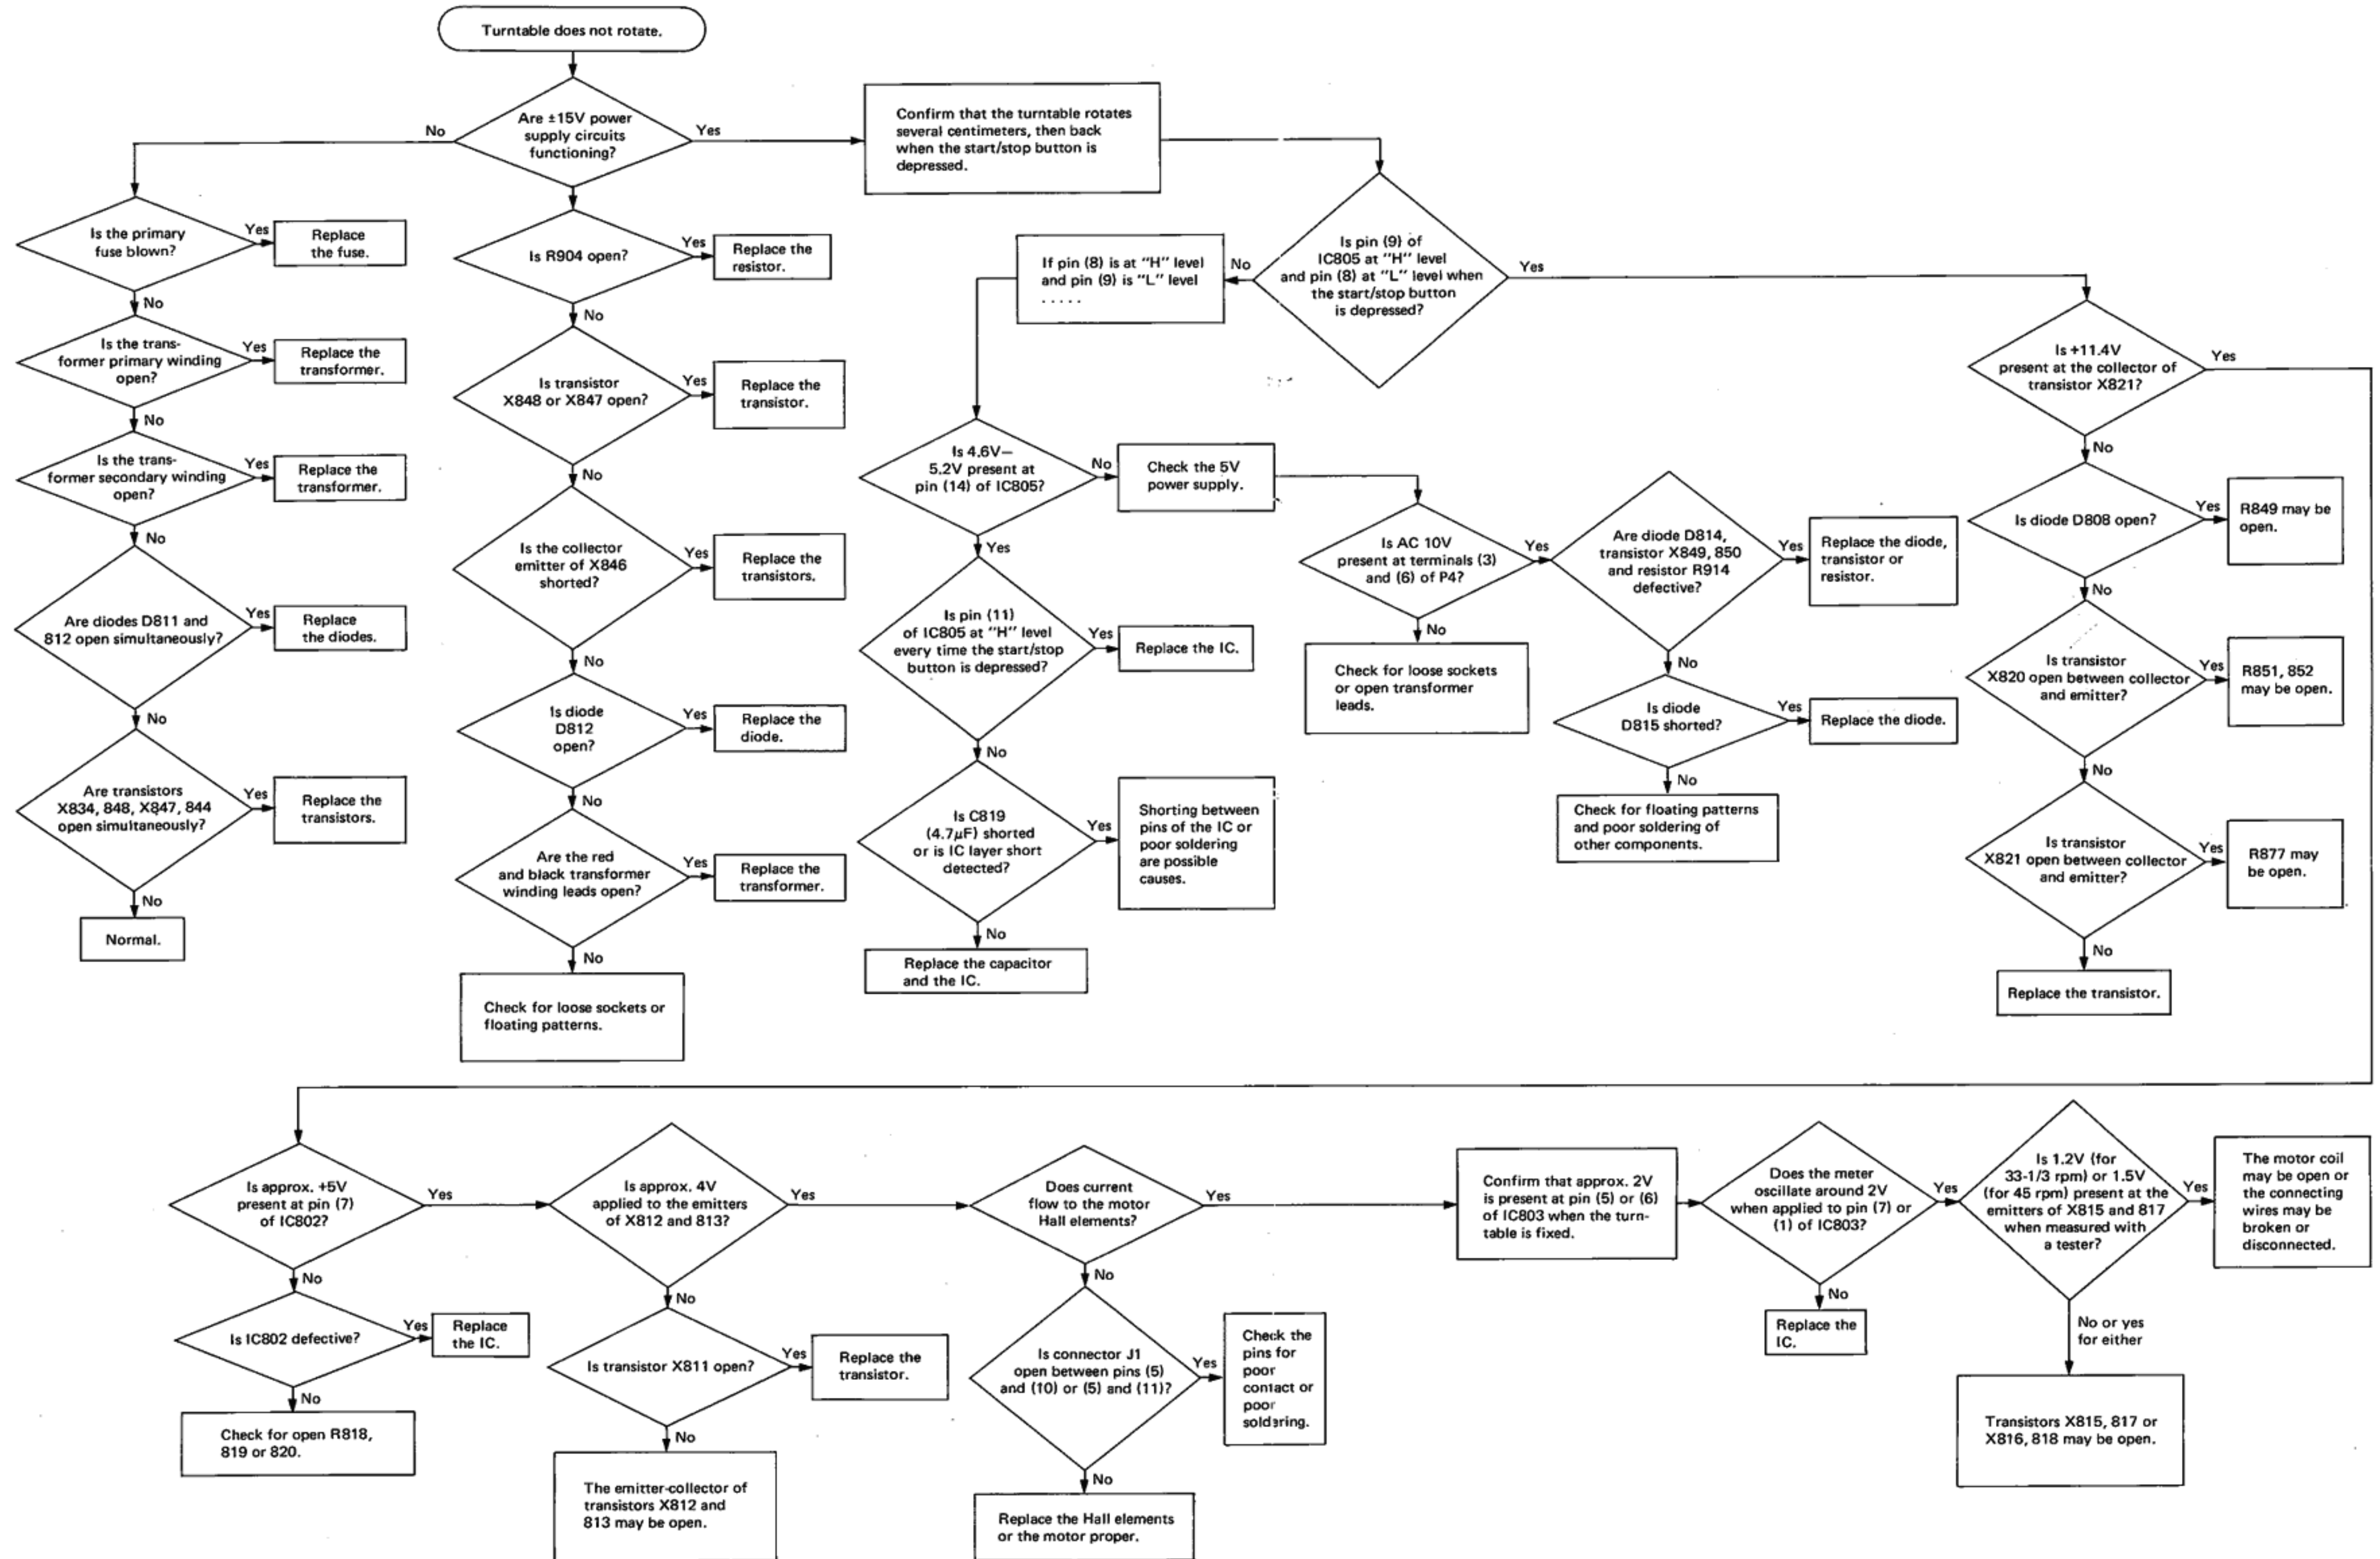 Turntable does not rotate.
Are ±15V power
supply circuits
functioning?
No
Yes
Confirm that the turntable rotates
several centimeters, then back
when the start/stop button is
depressed.
Is the primary
fuse blown?
Yes
Replace
the fuse.
No
Is the trans-
former primary winding
open?
Yes
Replace the
transformer.
No
Is the trans-
former secondary winding
open?
Yes
Replace the
transformer.
No
Are diodes D811 and
812 open simultaneously?
Yes
Replace
the diodes.
No
Are transistors
X834, 848, X847, 844
open simultaneously?
Yes
Replace the
transistors.
No
Normal.
Is R904 open?
Yes
Replace the
resistor.
No
Is transistor
X848 or X847 open?
Yes
Replace the
transistor.
No
Is the collector
emitter of X846
shorted?
Yes
Replace the
transistors.
No
Is diode
D812
open?
Yes
Replace the
diode.
No
Are the red
and black transformer
winding leads open?
Yes
Replace the
transformer.
No
Check for loose sockets or
floating patterns.
Is pin (9) of
IC805 at "H" level
and pin (8) at "L" level when
the start/stop button
is depressed?
No
Yes
If pin (8) is at "H" level
and pin (9) is "L" level
.....
Is 4.6V—
5.2V present at
pin (14) of IC805?
No
Check the 5V
power supply.
Yes
Is pin (11)
of IC805 at "H" level
every time the start/stop
button is depressed?
Yes
Replace the IC.
No
Is C819
(4.7μF) shorted
or is IC layer short
detected?
Yes
Shorting between
pins of the IC or
poor soldering
are possible
causes.
No
Replace the capacitor
and the IC.
Is AC 10V
present at terminals (3)
and (6) of P4?
Yes
No
Check for loose sockets
or open transformer
leads.
Are diode D814,
transistor X849, 850
and resistor R914
defective?
Yes
Replace the diode,
transistor or
resistor.
No
Is diode
D815 shorted?
Yes
Replace the diode.
No
Check for floating patterns
and poor soldering of
other components.
Is +11.4V
present at the collector of
transistor X821?
Yes
No
Is diode D808 open?
Yes
R849 may be
open.
No
Is transistor
X820 open between collector
and emitter?
Yes
R851, 852
may be open.
No
Is transistor
X821 open between collector
and emitter?
Yes
R877 may
be open.
No
Replace the transistor.
Is approx. +5V
present at pin (7)
of IC802?
Yes
No
Is IC802 defective?
Yes
Replace
the IC.
No
Check for open R818,
819 or 820.
Is approx. 4V
applied to the emitters
of X812 and 813?
Yes
No
Is transistor X811 open?
Yes
Replace the
transistor.
No
The emitter-collector of
transistors X812 and
813 may be open.
Does current
flow to the motor
Hall elements?
Yes
No
Is connector J1
open between pins (5)
and (10) or (5) and (11)?
Yes
Check the
pins for
poor
contact or
poor
soldering.
No
Replace the Hall elements
or the motor proper.
Confirm that approx. 2V
is present at pin (5) or (6)
of IC803 when the turn-
table is fixed.
Does the meter
oscillate around 2V
when applied to pin (7) or
(1) of IC803?
Yes
No
Replace the
IC.
Is 1.2V (for
33-1/3 rpm) or 1.5V
(for 45 rpm) present at the
emitters of X815 and 817
when measured with
a tester?
Yes
The motor coil
may be open or
the connecting
wires may be
broken or
disconnected.
No or yes
for either
Transistors X815, 817 or
X816, 818 may be open.